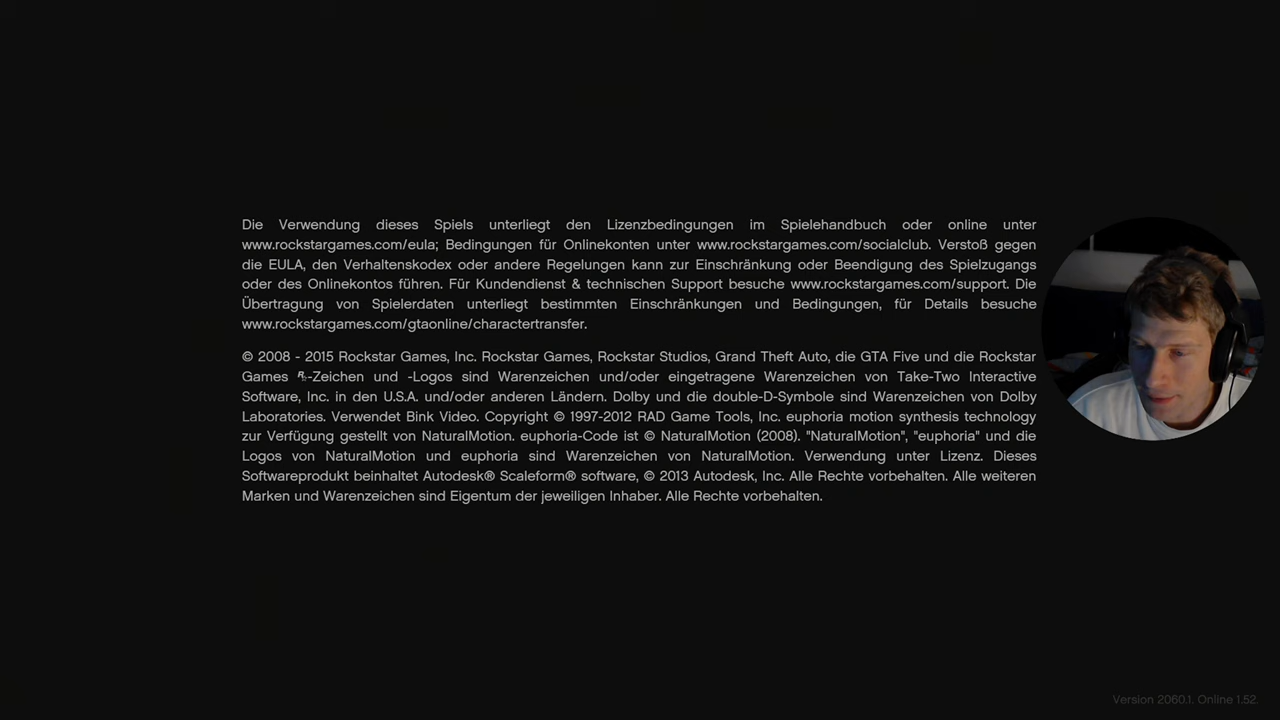 Die Verwendung dieses Spiels unterliegt den Lizenzbedingungen im Spielehandbuch oder online unter
www.rockstargames.com/eula; Bedingungen für Onlinekonten unter www.rockstargames.com/socialclub. Verstoß gegen
die EULA, den Verhaltenskodex oder andere Regelungen kann zur Einschränkung oder Beendigung des Spielzugangs
oder des Onlinekontos führen. Für Kundendienst & technischen Support besuche www.rockstargames.com/support. Die
Übertragung von Spielerdaten unterliegt bestimmten Einschränkungen und Bedingungen, für Details besuche
www.rockstargames.com/gtaonline/charactertransfer.
© 2008 - 2015 Rockstar Games, Inc. Rockstar Games, Rockstar Studios, Grand Theft Auto, die GTA Five und die Rockstar
Games R*-Zeichen und -Logos sind Warenzeichen und/oder eingetragene Warenzeichen von Take-Two Interactive
Software, Inc. in den U.S.A. und/oder anderen Ländern. Dolby und die double-D-Symbole sind Warenzeichen von Dolby
Laboratories. Verwendet Bink Video. Copyright © 1997-2012 RAD Game Tools, Inc. euphoria motion synthesis technology
zur Verfügung gestellt von NaturalMotion. euphoria-Code ist © NaturalMotion (2008). "NaturalMotion", "euphoria" und die
Logos von NaturalMotion und euphoria sind Warenzeichen von NaturalMotion. Verwendung unter Lizenz. Dieses
Softwareprodukt beinhaltet Autodesk® Scaleform® software, © 2013 Autodesk, Inc. Alle Rechte vorbehalten. Alle weiteren
Marken und Warenzeichen sind Eigentum der jeweiligen Inhaber. Alle Rechte vorbehalten.
Version 2060.1. Online 1.52.